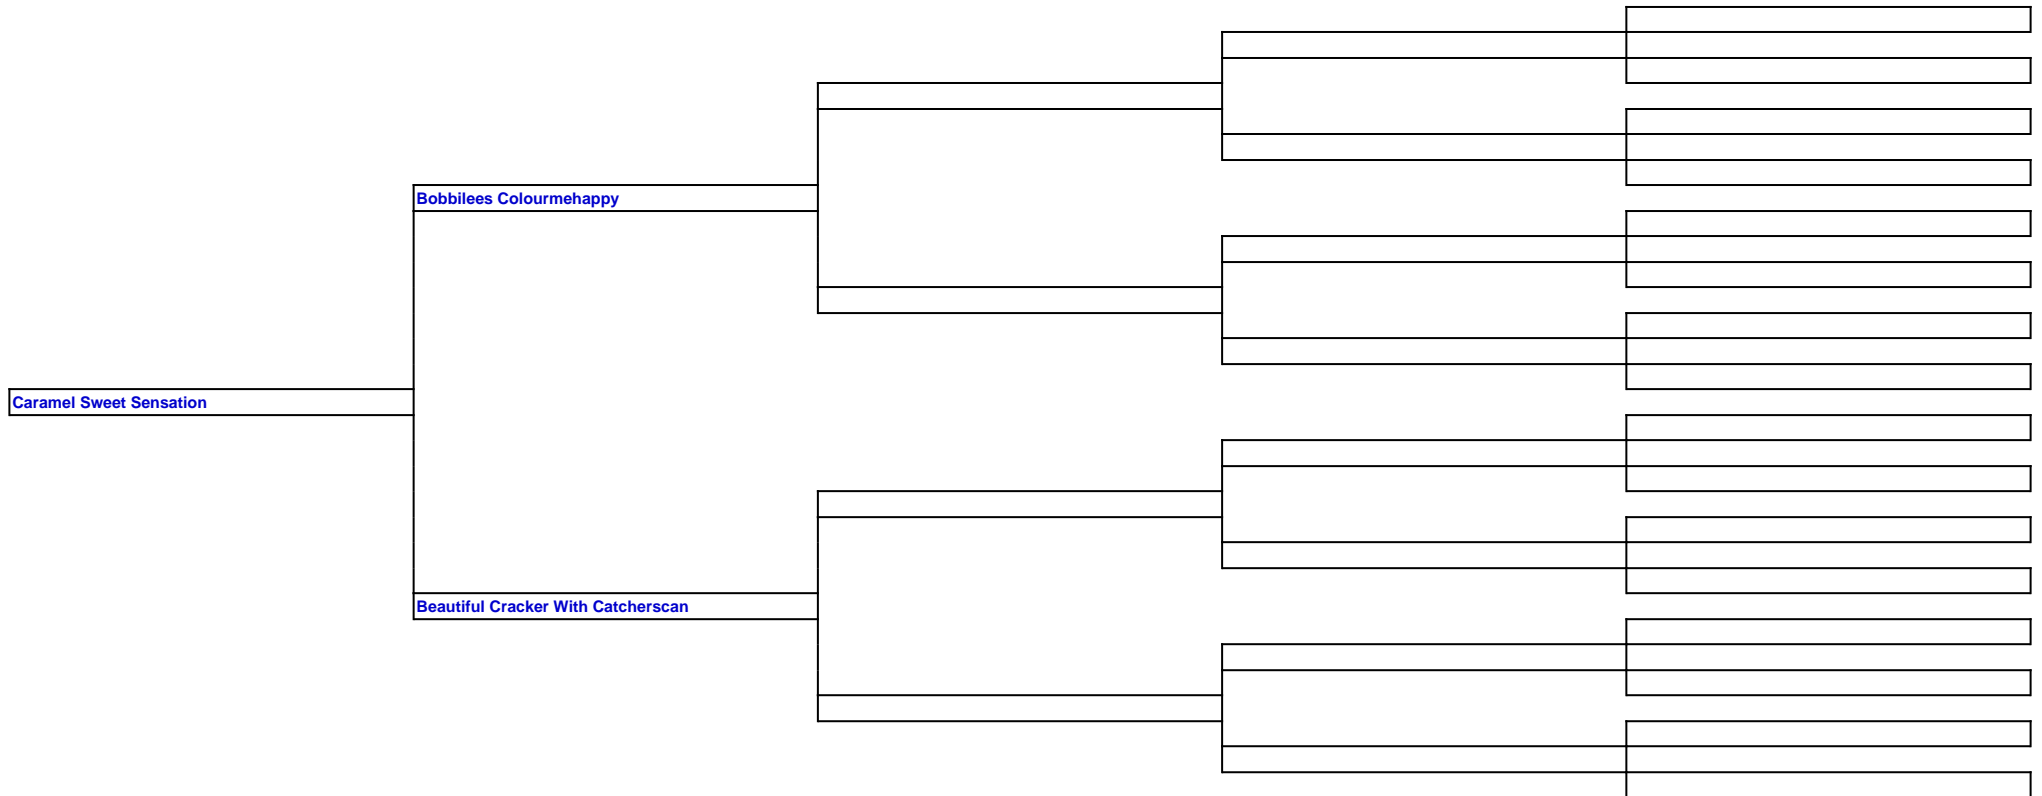 Bobbilees Colourmehappy
Caramel Sweet Sensation
Beautiful Cracker With Catcherscan